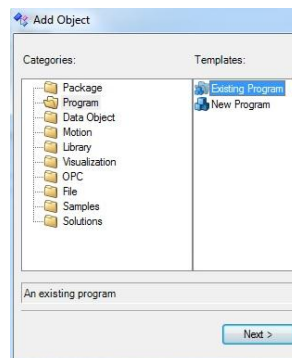 Add Object
Categories:
Templates:
Package
Program
Data Object
Motion
Library
Visualization
OPC
File
Samples
Solutions
Existing Program
New Program
An existing program
Next >